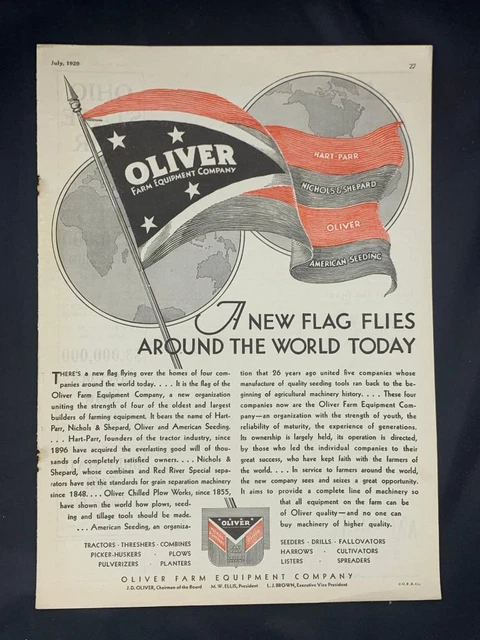 July, 1929
27
OLIVER
FARM EQUIPMENT COMPANY
HART-PARR
NICHOLS & SHEPARD
OLIVER
AMERICAN-SEEDING
A NEW FLAG FLIES
AROUND THE WORLD TODAY
THERE'S a new flag flying over the homes of four com-
panies around the world today. . . . It is the flag of the
Oliver Farm Equipment Company, a new organization
uniting the strength of four of the oldest and largest
builders of farming equipment. It bears the name of Hart-
Parr, Nichols & Shepard, Oliver and American Seeding.
. . . Hart-Parr, founders of the tractor industry, since
1896 have acquired the everlasting good will of thou-
sands of completely satisfied owners. . . . Nichols &
Shepard, whose combines and Red River Special sepa-
rators have set the standards for grain separation machinery
since 1848. . . . Oliver Chilled Plow Works, since 1855,
have shown the world how plows, seed-
ing and tillage tools should be made.
. . . American Seeding, an organiza-
tion that 26 years ago united five companies whose
manufacture of quality seeding tools ran back to the be-
ginning of agricultural machinery history. . . . These four
companies now are the Oliver Farm Equipment Com-
pany—an organization with the strength of youth, the
reliability of maturity, the experience of generations.
Its ownership is largely held, its operation is directed,
by those who led the individual companies to their
great success, who have kept faith with the farmers of
the world. . . . In service to farmers around the world,
the new company sees and seizes a great opportunity.
It aims to provide a complete line of machinery so
that all equipment on the farm can be
of Oliver quality—and no one can
buy machinery of higher quality.
OLIVER
TRACTORS · THRESHERS · COMBINES
PICKER-HUSKERS · PLOWS
PULVERIZERS · PLANTERS
SEEDERS · DRILLS · FALLOVATORS
HARROWS · CULTIVATORS
LISTERS · SPREADERS
OLIVER FARM EQUIPMENT COMPANY
J. D. OLIVER, Chairman of the Board M. W. ELLIS, President L. J. BROWN, Executive Vice President